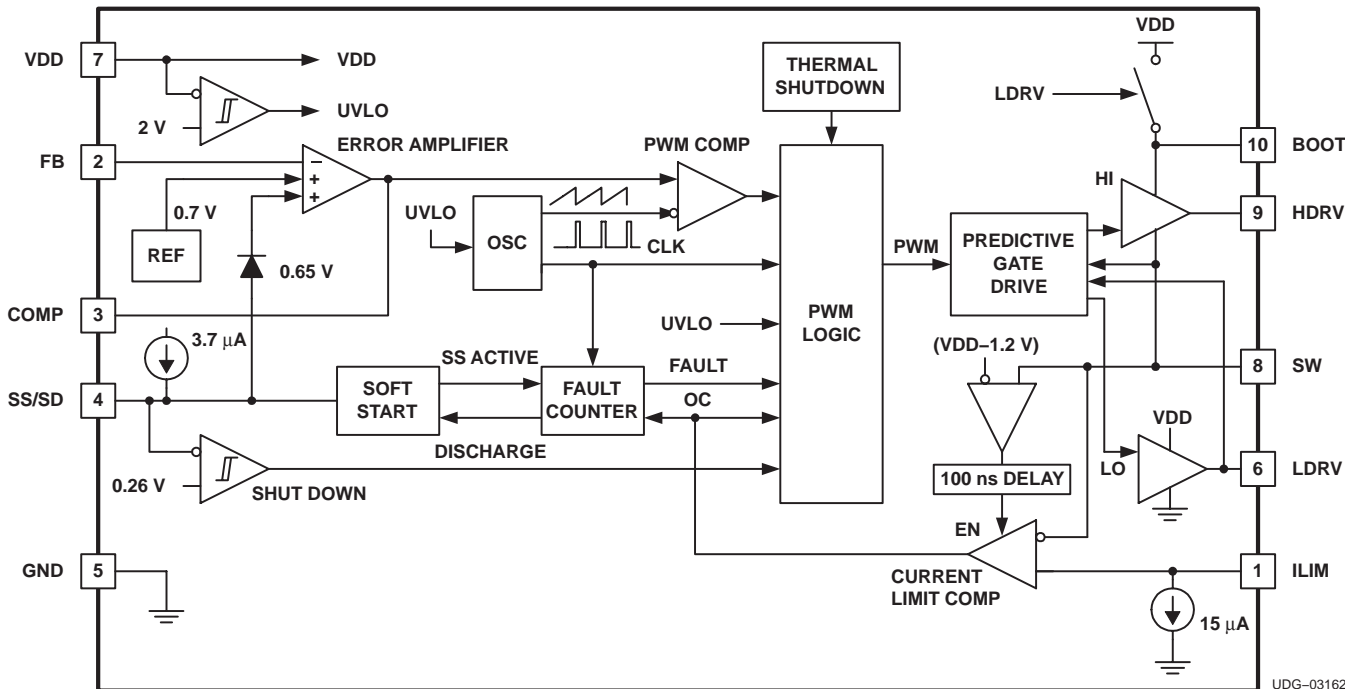 VDD
7
VDD
UVLO
2 V
FB
2
ERROR AMPLIFIER
−
+
+
0.7 V
REF
0.65 V
COMP
3
3.7 μA
SS/SD
4
0.26 V
SHUT DOWN
GND
5
UVLO
OSC
CLK
PWM COMP
THERMAL
SHUTDOWN
UVLO
SS ACTIVE
SOFT
START
FAULT
COUNTER
FAULT
OC
DISCHARGE
PWM
LOGIC
PWM
PREDICTIVE
GATE
DRIVE
VDD
LDRV
HI
10
BOOT
9
HDRV
(VDD–1.2 V)
8
SW
VDD
LO
6
LDRV
100 ns DELAY
EN
CURRENT
LIMIT COMP
1
ILIM
15 μA
UDG–03162